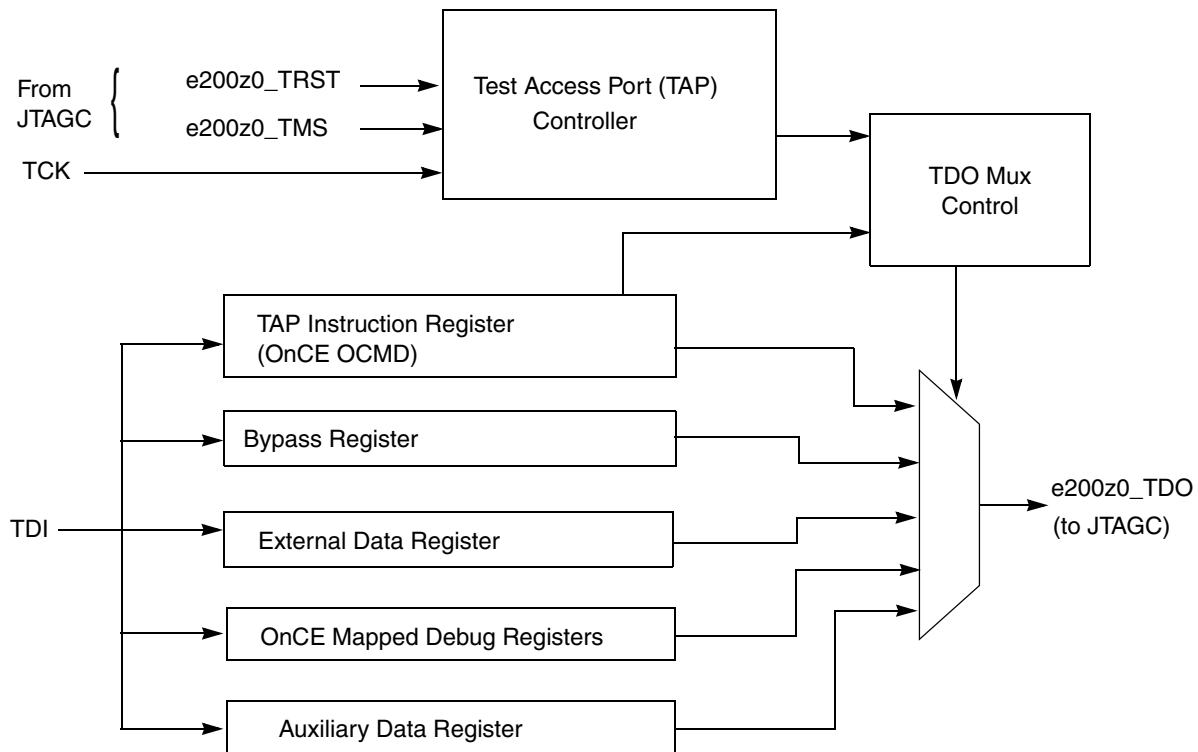 From
JTAGC
e200z0_TRST
e200z0_TMS
TCK
Test Access Port (TAP)
Controller
TDO Mux
Control
TAP Instruction Register
(OnCE OCMD)
Bypass Register
TDI
External Data Register
OnCE Mapped Debug Registers
Auxiliary Data Register
e200z0_TDO
(to JTAGC)